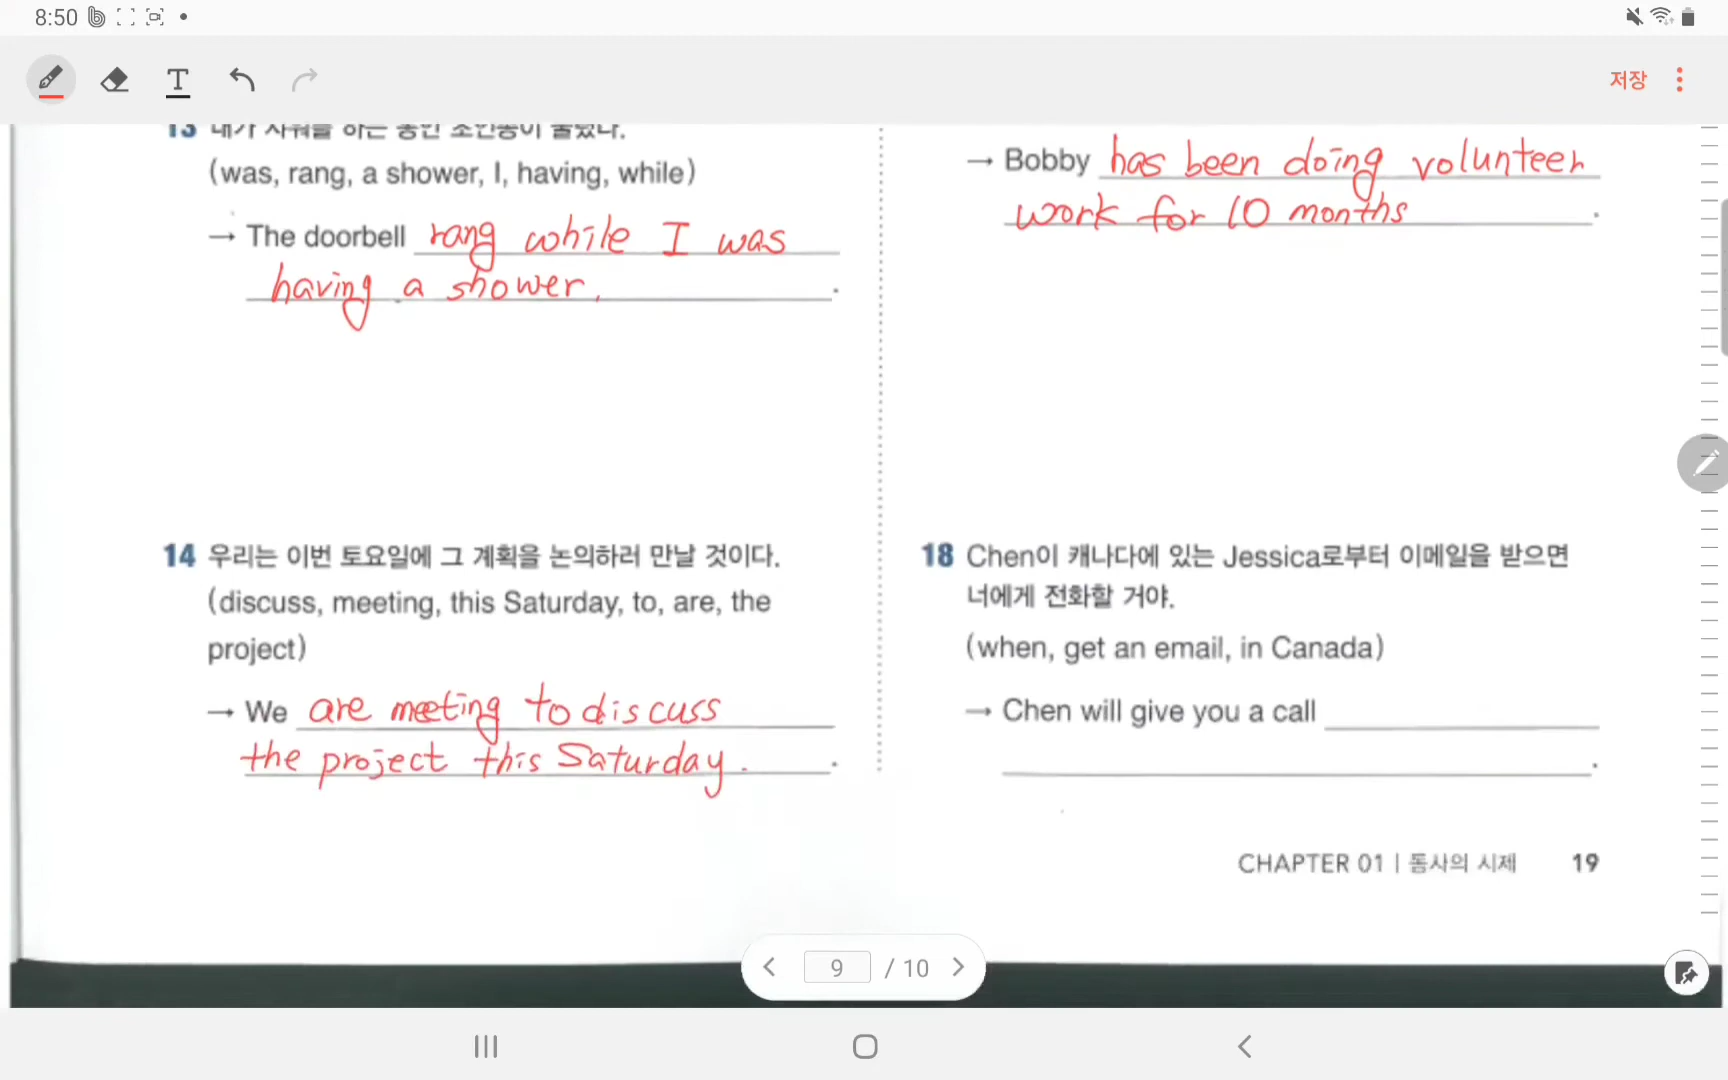 8:50
저장
13 내가 샤워를 하는 동안 초인종이 울렸다.
(was, rang, a shower, I, having, while)
→ The doorbell rang while I was
having a shower.
14 우리는 이번 토요일에 그 계획을 논의하러 만날 것이다.
(discuss, meeting, this Saturday, to, are, the
project)
→ We are meeting to discuss
the project this Saturday.
→ Bobby has been doing volunteer
work for 10 months.
18 Chen이 캐나다에 있는 Jessica로부터 이메일을 받으면
너에게 전화할 거야.
(when, get an email, in Canada)
→ Chen will give you a call
CHAPTER 01 | 동사의 시제 19
9 / 10